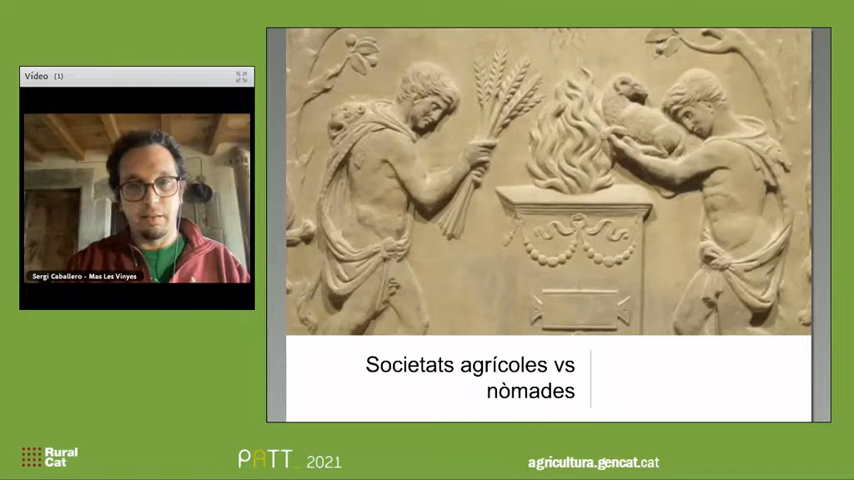 Vídeo (1)
Sergi Caballero - Mas Les Vinyes
Societats agrícoles vs
nòmades
Rural
Cat
PATT 2021
agricultura.gencat.cat